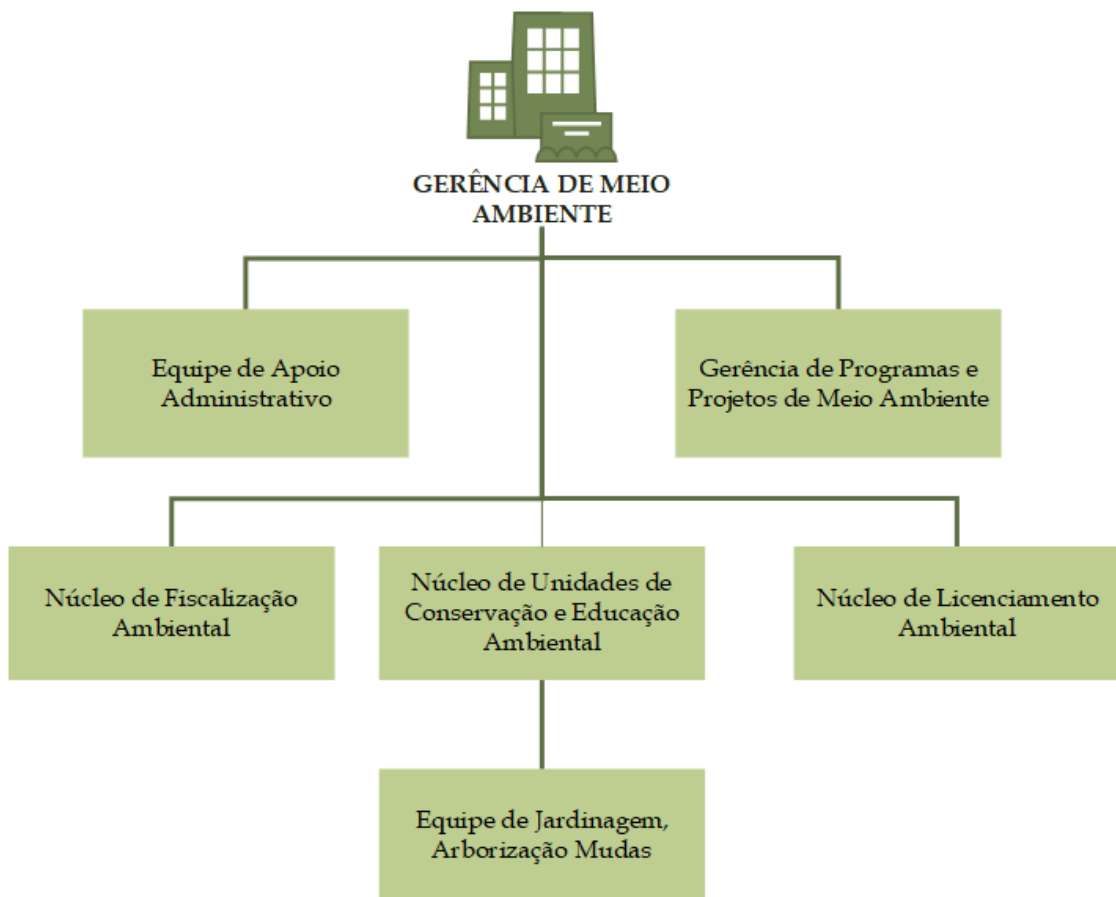 GERÊNCIA DE MEIO
AMBIENTE
Equipe de Apoio
Administrativo
Gerência de Programas e
Projetos de Meio Ambiente
Núcleo de Fiscalização
Ambiental
Núcleo de Unidades de
Conservação e Educação
Ambiental
Núcleo de Licenciamento
Ambiental
Equipe de Jardinagem,
Arborização Mudas